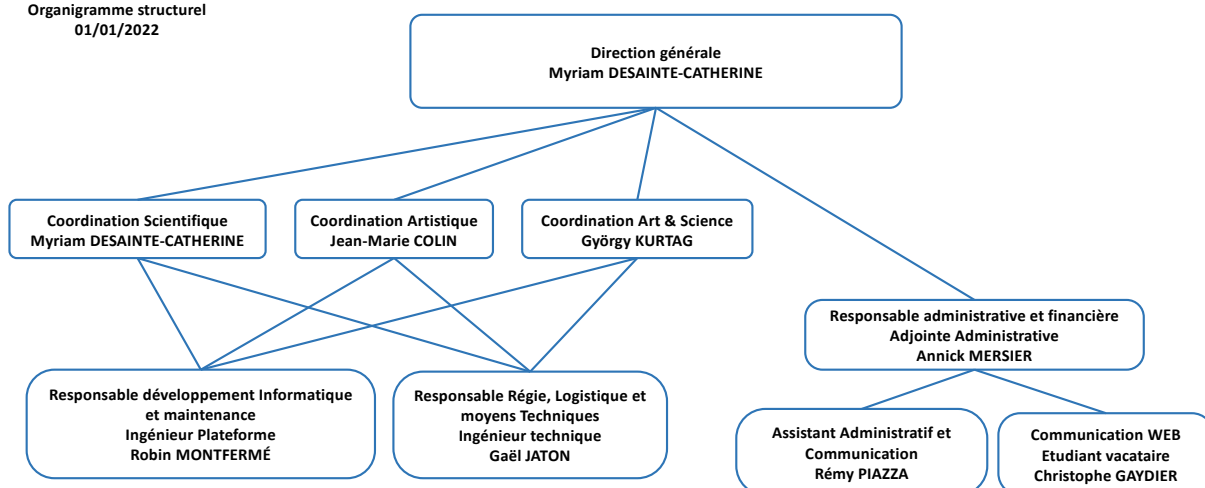 Organigramme structurel
01/01/2022
Direction générale
Myriam DESAINTE-CATHERINE
Coordination Scientifique
Myriam DESAINTE-CATHERINE
Coordination Artistique
Jean-Marie COLIN
Coordination Art & Science
György KURTAG
Responsable administrative et financière
Adjointe Administrative
Annick MERSIER
Responsable développement Informatique
et maintenance
Ingénieur Plateforme
Robin MONTFERMÉ
Responsable Régie, Logistique et
moyens Techniques
Ingénieur technique
Gaël JATON
Assistant Administratif et
Communication
Rémy PIAZZA
Communication WEB
Etudiant vacataire
Christophe GAYDIER